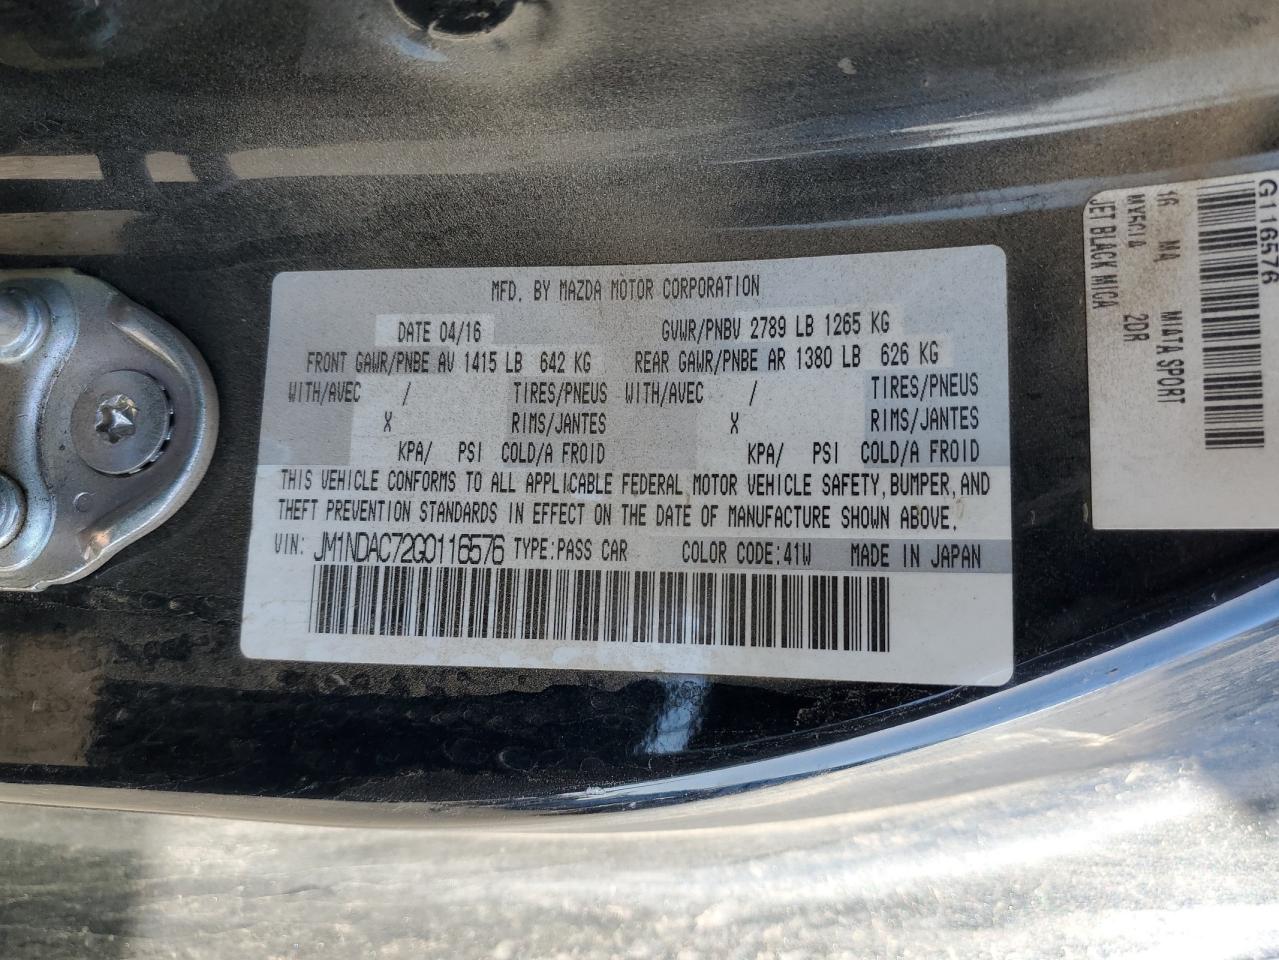 MFD. BY MAZDA MOTOR CORPORATION
DATE 04/16 GVWR/PNBV 2789 LB 1265 KG
FRONT GAWR/PNBE AV 1415 LB 642 KG REAR GAWR/PNBE AR 1380 LB 626 KG
WITH/AVEC / TIRES/PNEUS WITH/AVEC / TIRES/PNEUS
X RIMS/JANTES X RIMS/JANTES
KPA/ PSI COLD/A FROID KPA/ PSI COLD/A FROID
THIS VEHICLE CONFORMS TO ALL APPLICABLE FEDERAL MOTOR VEHICLE SAFETY, BUMPER, AND
THEFT PREVENTION STANDARDS IN EFFECT ON THE DATE OF MANUFACTURE SHOWN ABOVE.
VIN: JM1NDAC72G0116576 TYPE:PASS CAR COLOR CODE:41W MADE IN JAPAN
G116576
16 MA MIATA SPORT
MX5CIA 2DR
JET BLACK MICA